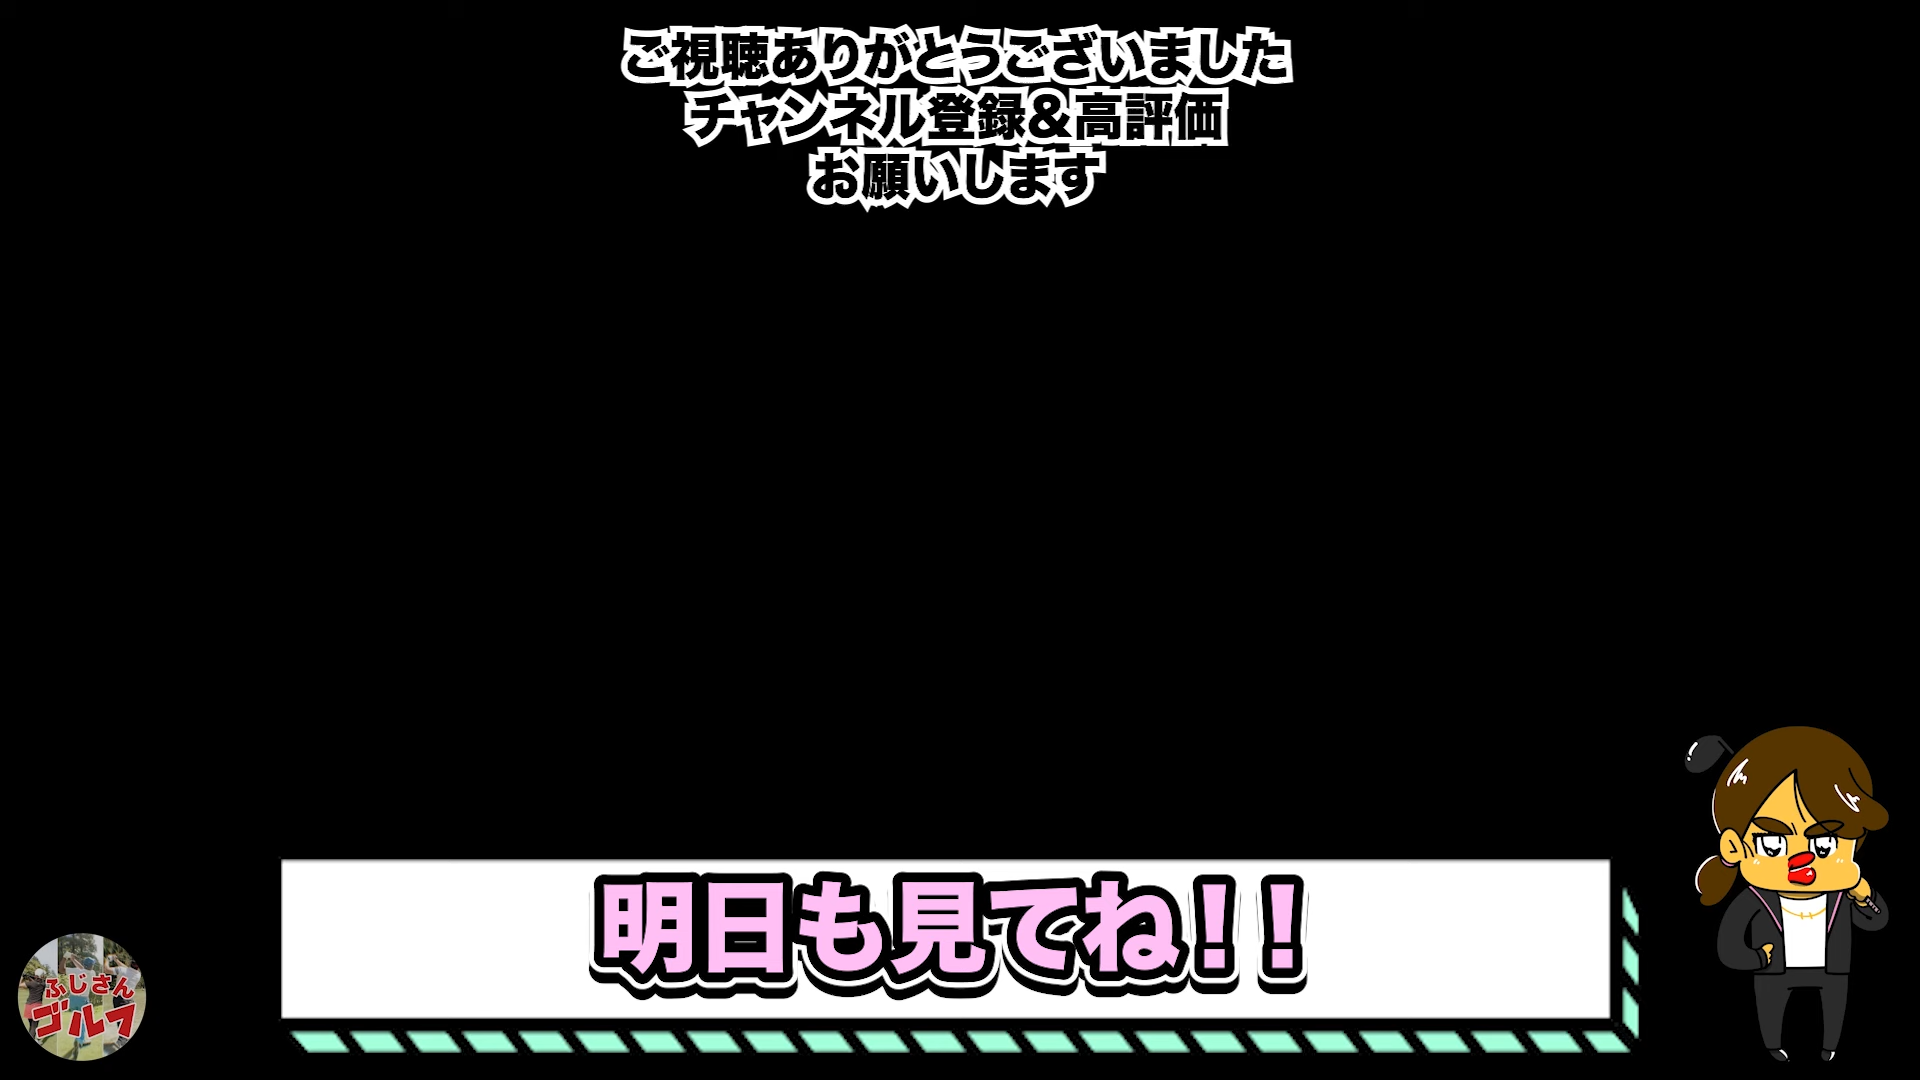 ご視聴ありがとうございました
チャンネル登録&高評価
お願いします
明日も見てね！！
ふじさん
ゴルフ